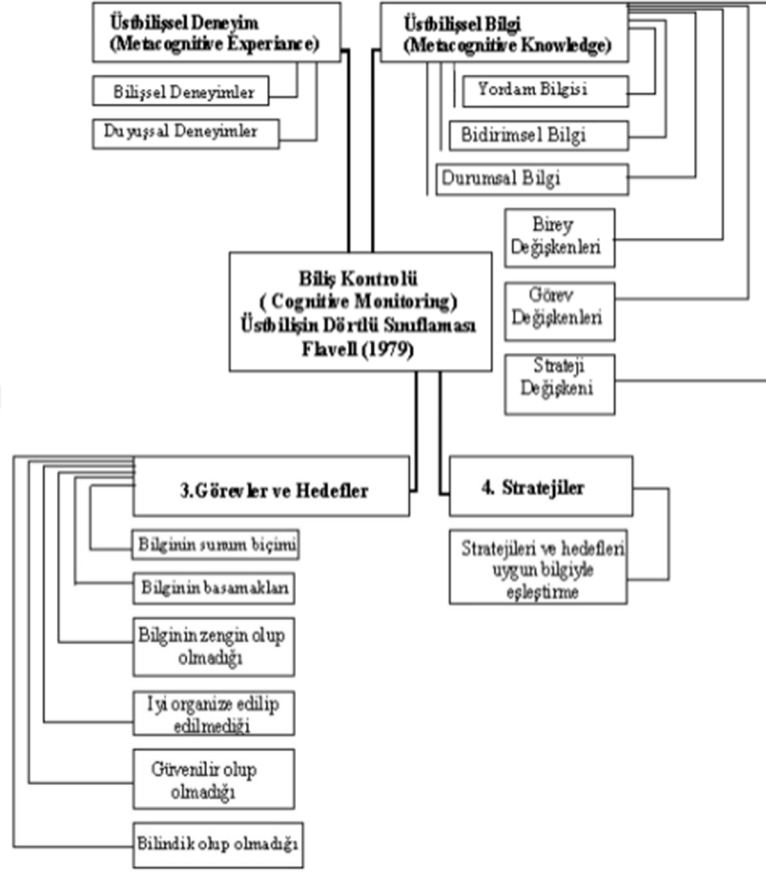 Üstbilişsel Deneyim
(Metacognitive Experiance)
Bilişsel Deneyimler
Duyuşsal Deneyimler
Üstbilişsel Bilgi
(Metacognitive Knowledge)
Yordam Bilgisi
Bidirimsel Bilgi
Durumsal Bilgi
Birey
Değişkenleri
Görev
Değişkenleri
Strateji
Değişkeni
Biliş Kontrolü
( Cognitive Monitoring)
Üstbilişin Dörtlü Sınıflaması
Flavell (1979)
3.Görevler ve Hedefler
Bilginin sunum biçimi
Bilginin basamakları
Bilginin zengin olup
olmadığı
İyi organize edilip
edilmediği
Güvenilir olup
olmadığı
Bilindik olup olmadığı
4. Stratejiler
Stratejileri ve hedefleri
uygun bilgiyle
eşleştirme